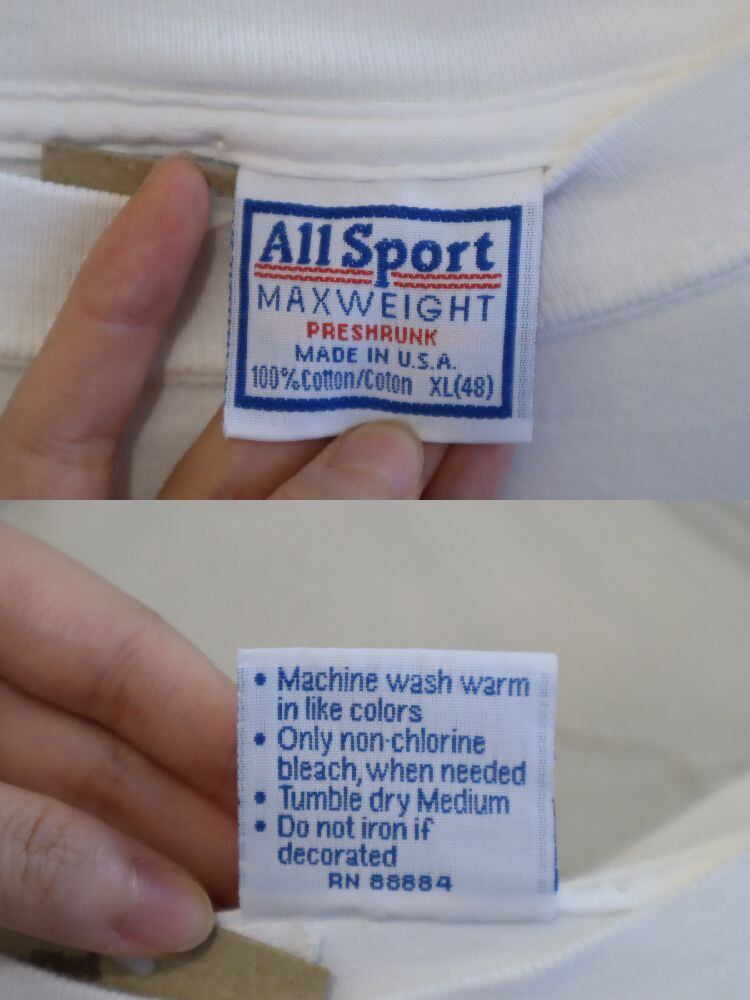 All Sport
MAXWEIGHT
PRESHRUNK
MADE IN U.S.A.
100% Cotton/Coton XL(48)
• Machine wash warm
in like colors
• Only non-chlorine
bleach, when needed
• Tumble dry Medium
• Do not iron if
decorated
RN 88884